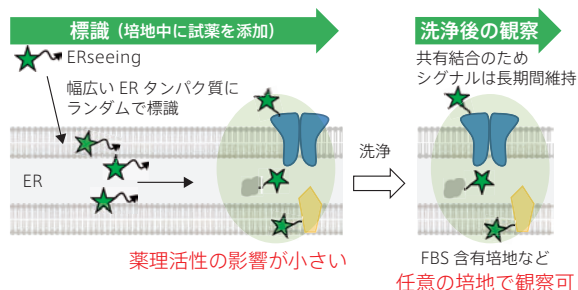 標識（培地中に試薬を添加）
ERseeing
幅広い ER タンパク質に
ランダムで標識
ER
薬理活性の影響が小さい
洗浄
洗浄後の観察
共有結合のため
シグナルは長期間維持
FBS 含有培地など
任意の培地で観察可